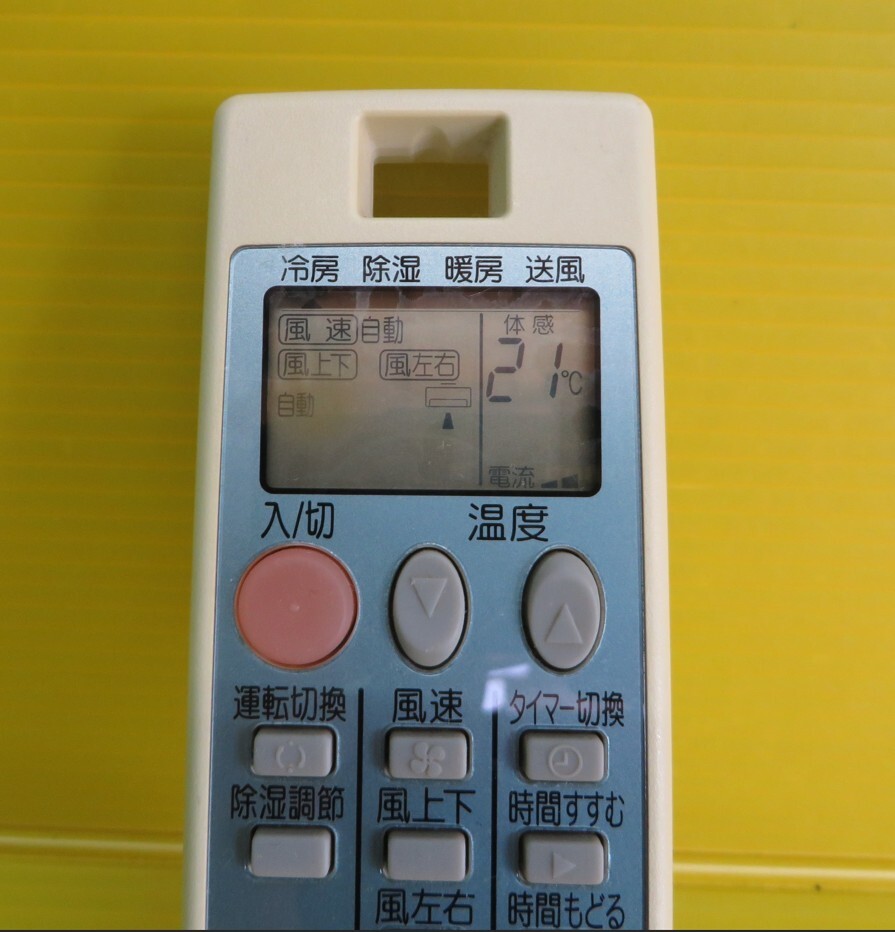 冷房 除湿 暖房 送風
風 速 自動 体感
風上下 風左右 21℃
自動
電流
入/切 温度
運転切換 風速 タイマー切換
除湿調節 風上下 時間すすむ
風左右 時間もどる